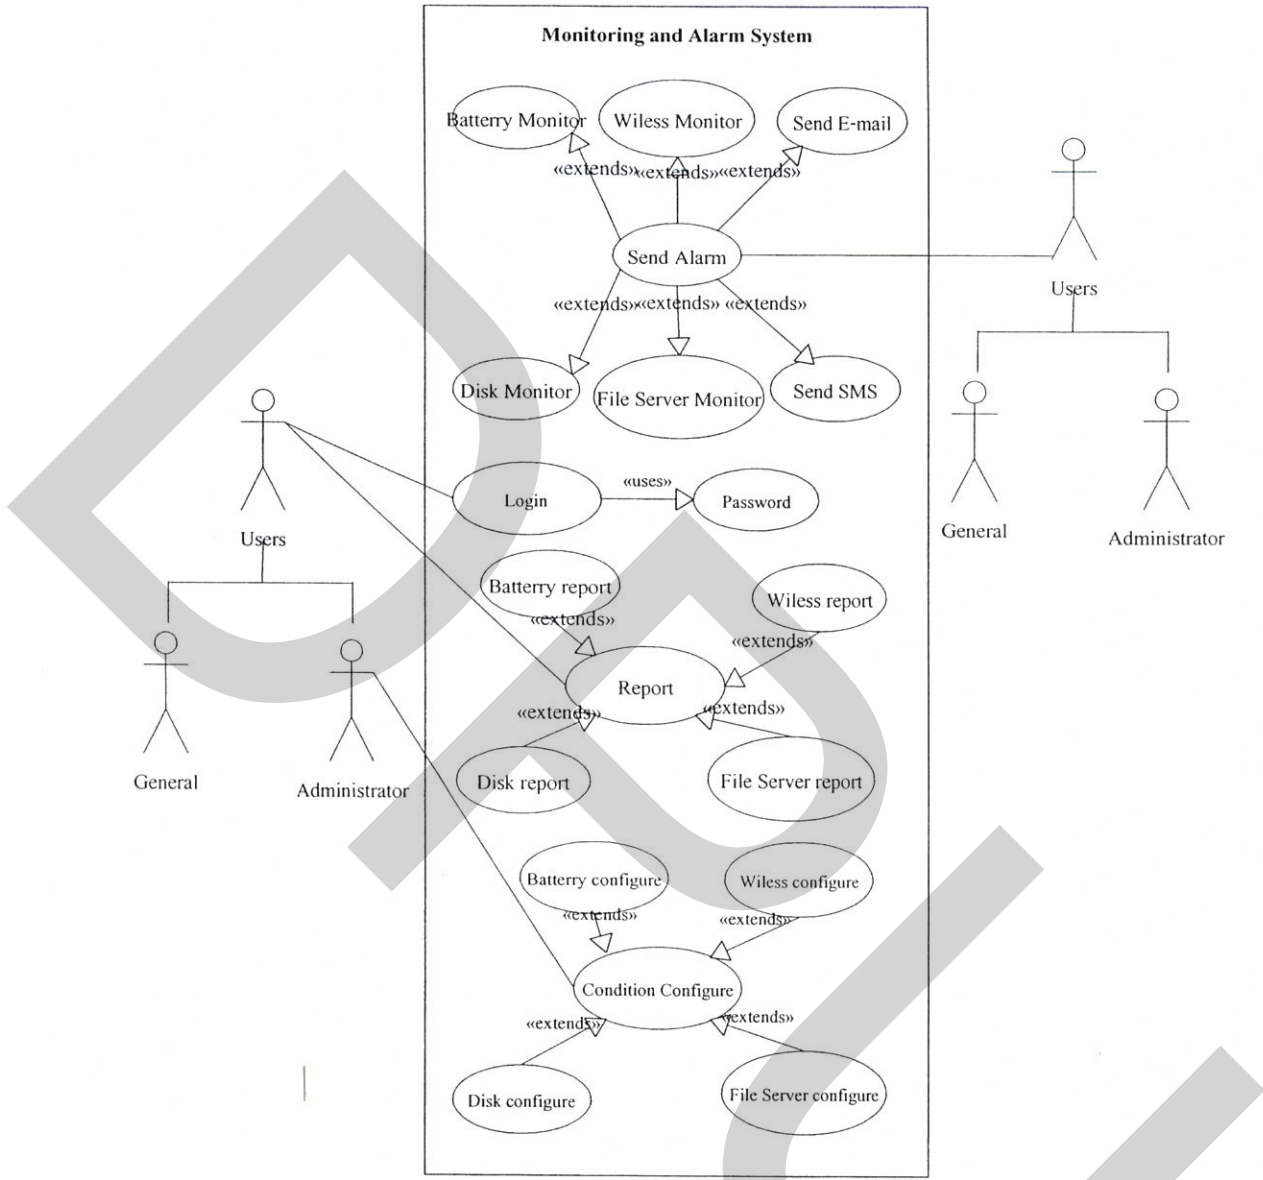 Monitoring and Alarm System
Batterry Monitor
Wiless Monitor
Send E-mail
«extends»
«extends»
«extends»
Send Alarm
Users
«extends»
«extends»
«extends»
Disk Monitor
File Server Monitor
Send SMS
General
Administrator
Users
Login
«uses»
Password
Batterry report
Wiless report
«extends»
«extends»
Report
«extends»
«extends»
Disk report
File Server report
General
Administrator
Batterry configure
Wiless configure
«extends»
«extends»
Condition Configure
«extends»
«extends»
Disk configure
File Server configure